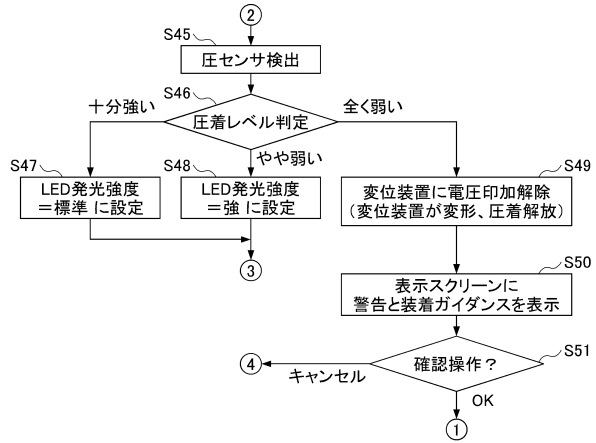 ②
S45
圧センサ検出
S46
圧着レベル判定
十分強い
やや弱い
全く弱い
S47
LED発光強度
＝標準 に設定
S48
LED発光強度
＝強 に設定
③
S49
変位装置に電圧印加解除
(変位装置が変形、圧着解放)
S50
表示スクリーンに
警告と装着ガイダンスを表示
S51
確認操作？
キャンセル
④
OK
①